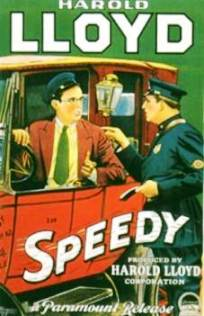 HAROLD
LLOYD
SPEEDY
PRODUCED BY
HAROLD LLOYD
CORPORATION
a Paramount Release